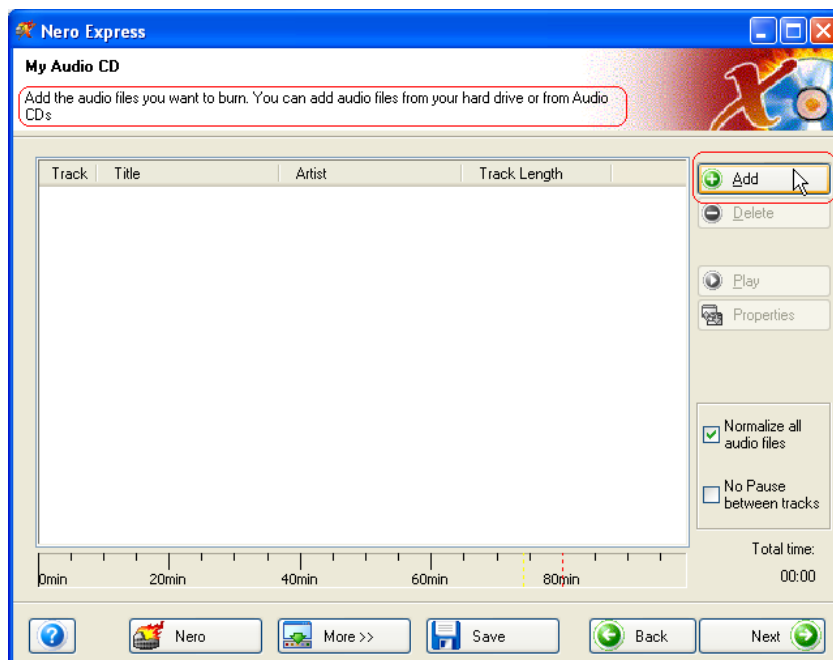 Nero Express
My Audio CD
Add the audio files you want to burn. You can add audio files from your hard drive or from Audio
CDs
Track Title Artist Track Length
Add
Delete
Play
Properties
Normalize all
audio files
No Pause
between tracks
Total time:
0min 20min 40min 60min 80min 00:00
? Nero More >> Save Back Next